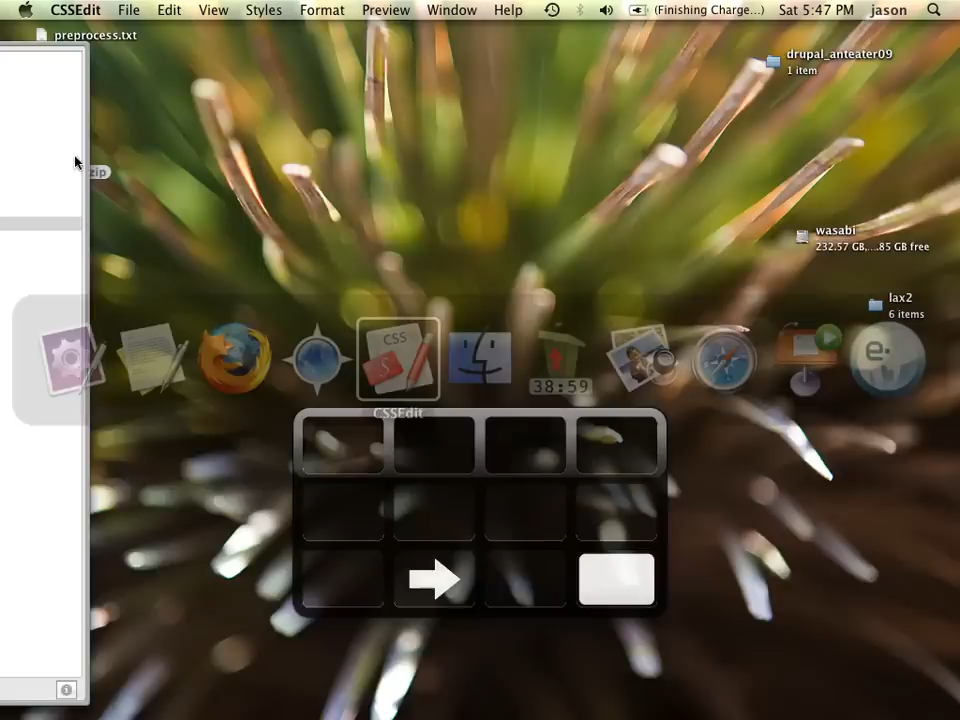 CSSEdit File Edit View Styles Format Preview Window Help (Finishing Charge...) Sat 5:47 PM jason
preprocess.txt
drupal_anteater09
1 item
zip
wasabi
232.57 GB,....85 GB free
lax2
6 items
CSS
S
e
38:59
CSSEdit